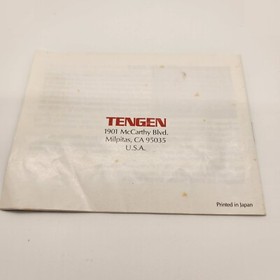 TENGEN
1901 McCarthy Blvd.
Milpitas, CA 95035
U.S.A.
Printed in Japan